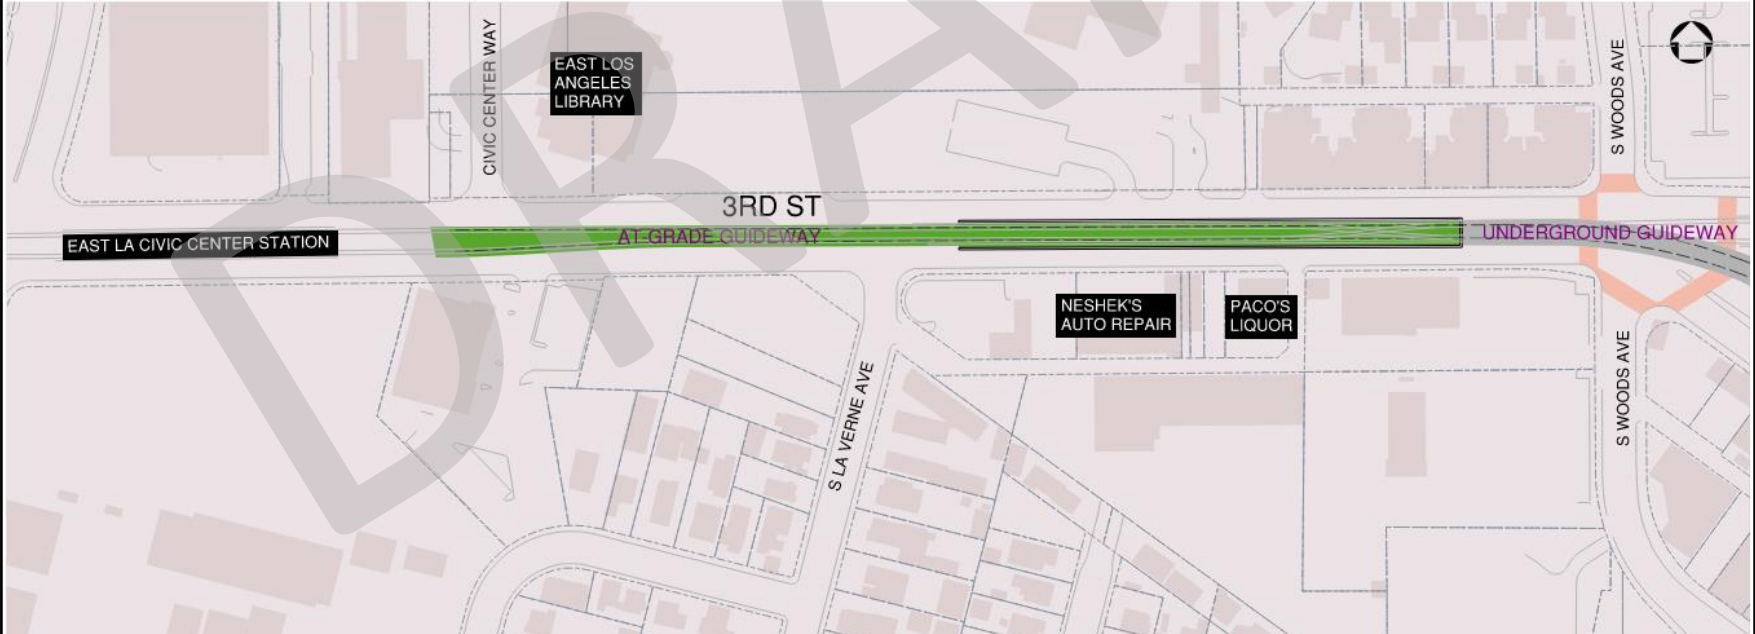 CIVIC CENTER WAY
EAST LOS
ANGELES
LIBRARY
S WOODS AVE
3RD ST
EAST LA CIVIC CENTER STATION
AT-GRADE GUIDEWAY
UNDERGROUND GUIDEWAY
NESHEK'S
AUTO REPAIR
PACO'S
LIQUOR
S LA VERNE AVE
S WOODS AVE
DRA